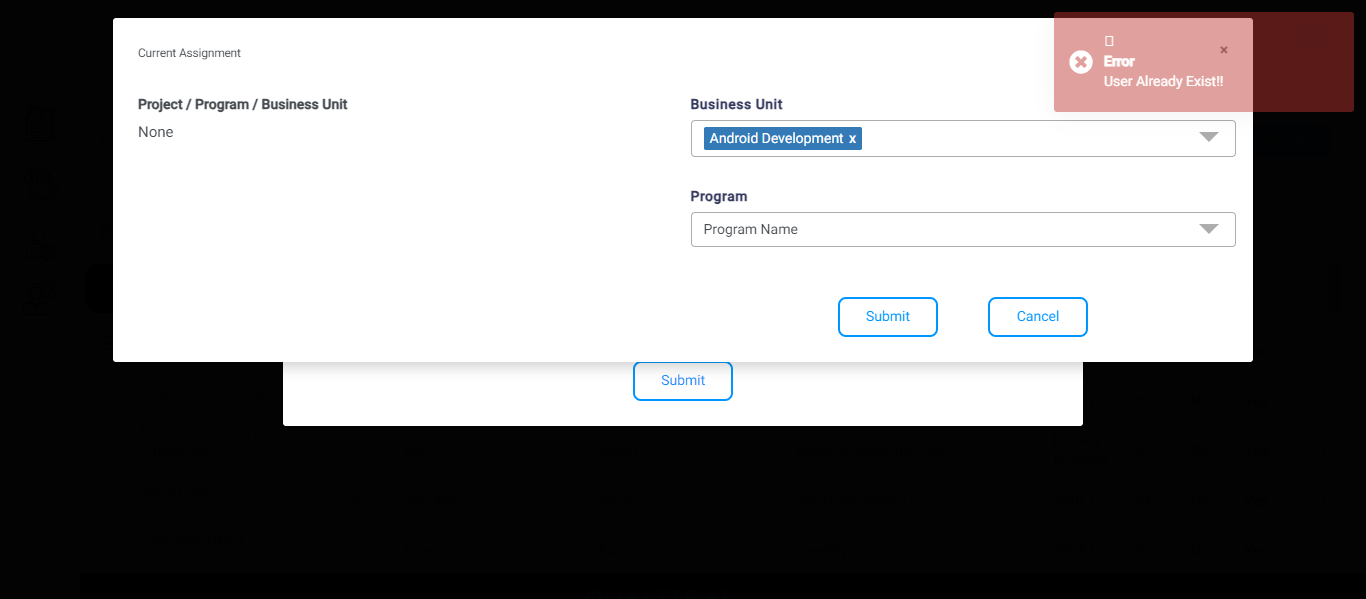 Current Assignment
Error
User Already Exist!!
Project / Program / Business Unit
None
Business Unit
Android Development x
Program
Program Name
Submit
Cancel
Submit